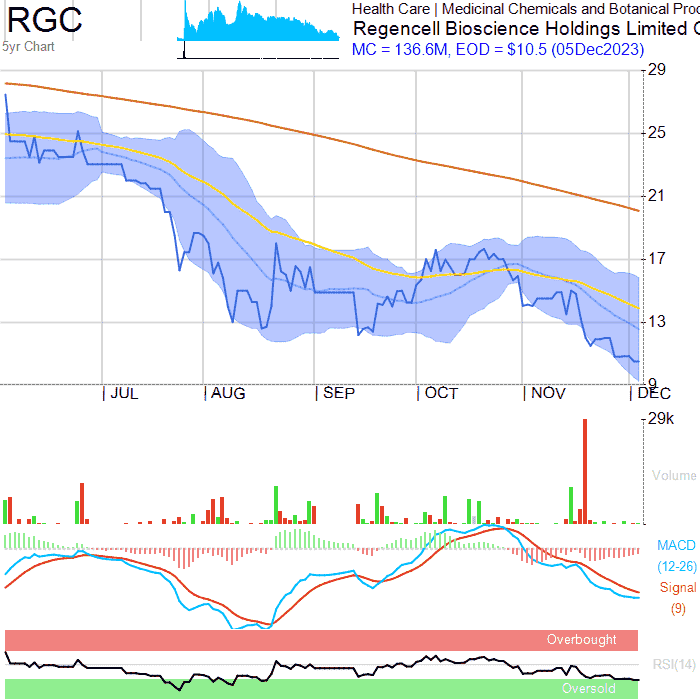 RGC
5yr Chart
Health Care | Medicinal Chemicals and Botanical Pro
Regencell Bioscience Holdings Limited
MC = 136.6M, EOD = $10.5 (05Dec2023)
29
25
21
17
13
9
JUL AUG SEP OCT NOV DEC
29k
Volume
MACD
(12-26)
Signal
(9)
Overbought
RSI(14)
Oversold